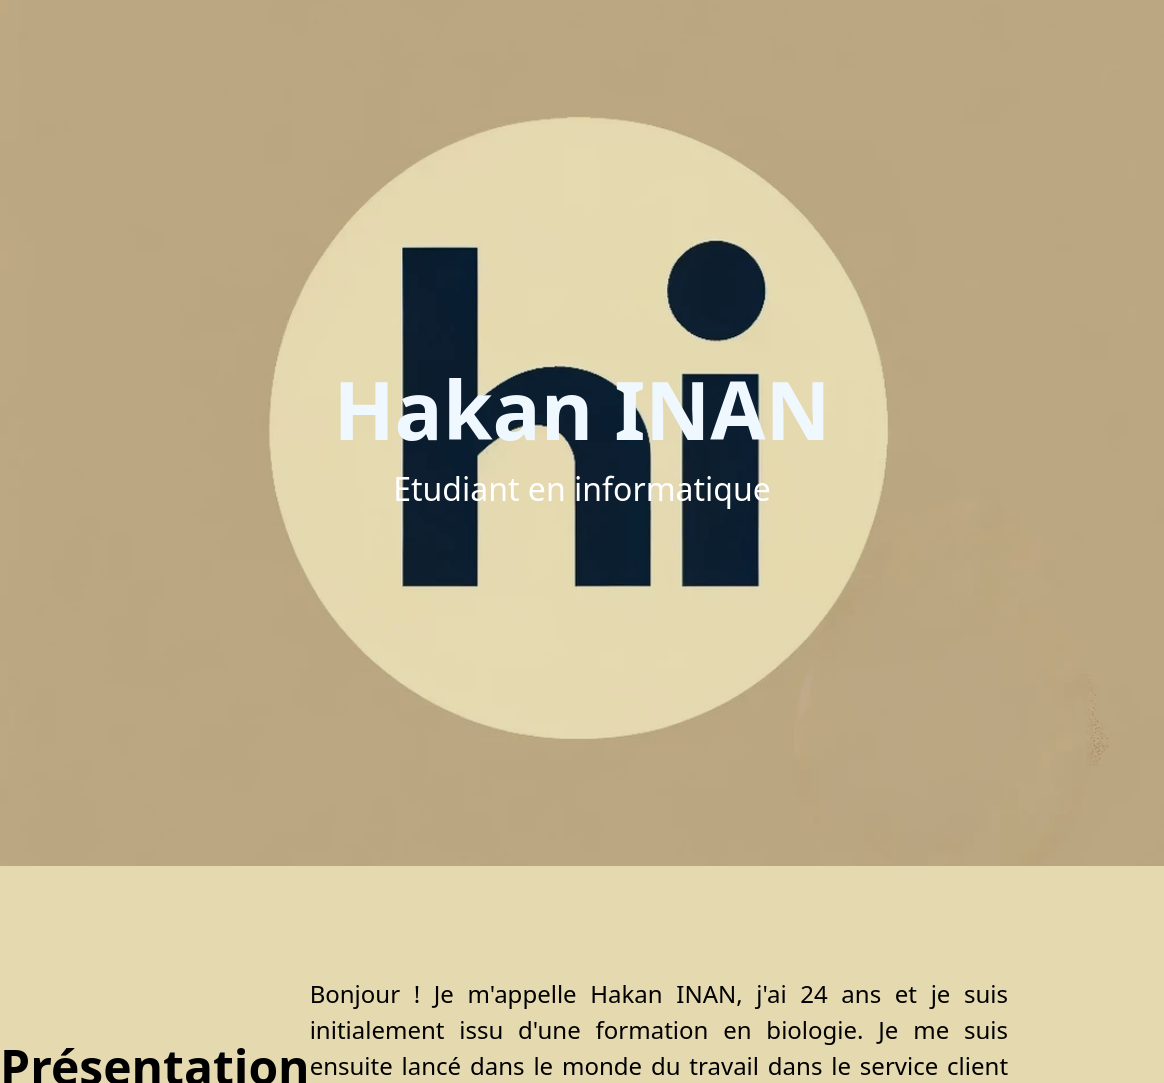 hi
Hakan INAN
Etudiant en informatique
Bonjour ! Je m'appelle Hakan INAN, j'ai 24 ans et je suis
initialement issu d'une formation en biologie. Je me suis
Présentation
ensuite lancé dans le monde du travail dans le service client